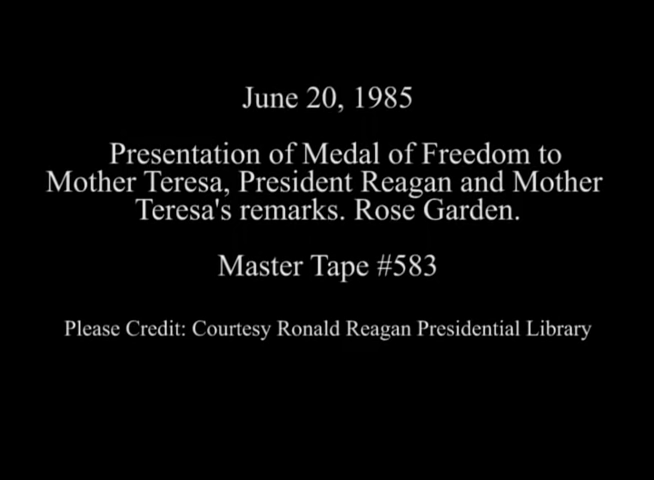 June 20, 1985
Presentation of Medal of Freedom to
Mother Teresa, President Reagan and Mother
Teresa's remarks. Rose Garden.
Master Tape #583
Please Credit: Courtesy Ronald Reagan Presidential Library